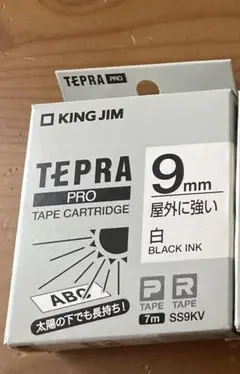 TEPRA PRO
KING JIM
TEPRA
PRO
TAPE CARTRIDGE
9mm
屋外に強い
白
BLACK INK
ABC
太陽の下でも長持ち!
P R
TAPE TAPE
7m SS9KV